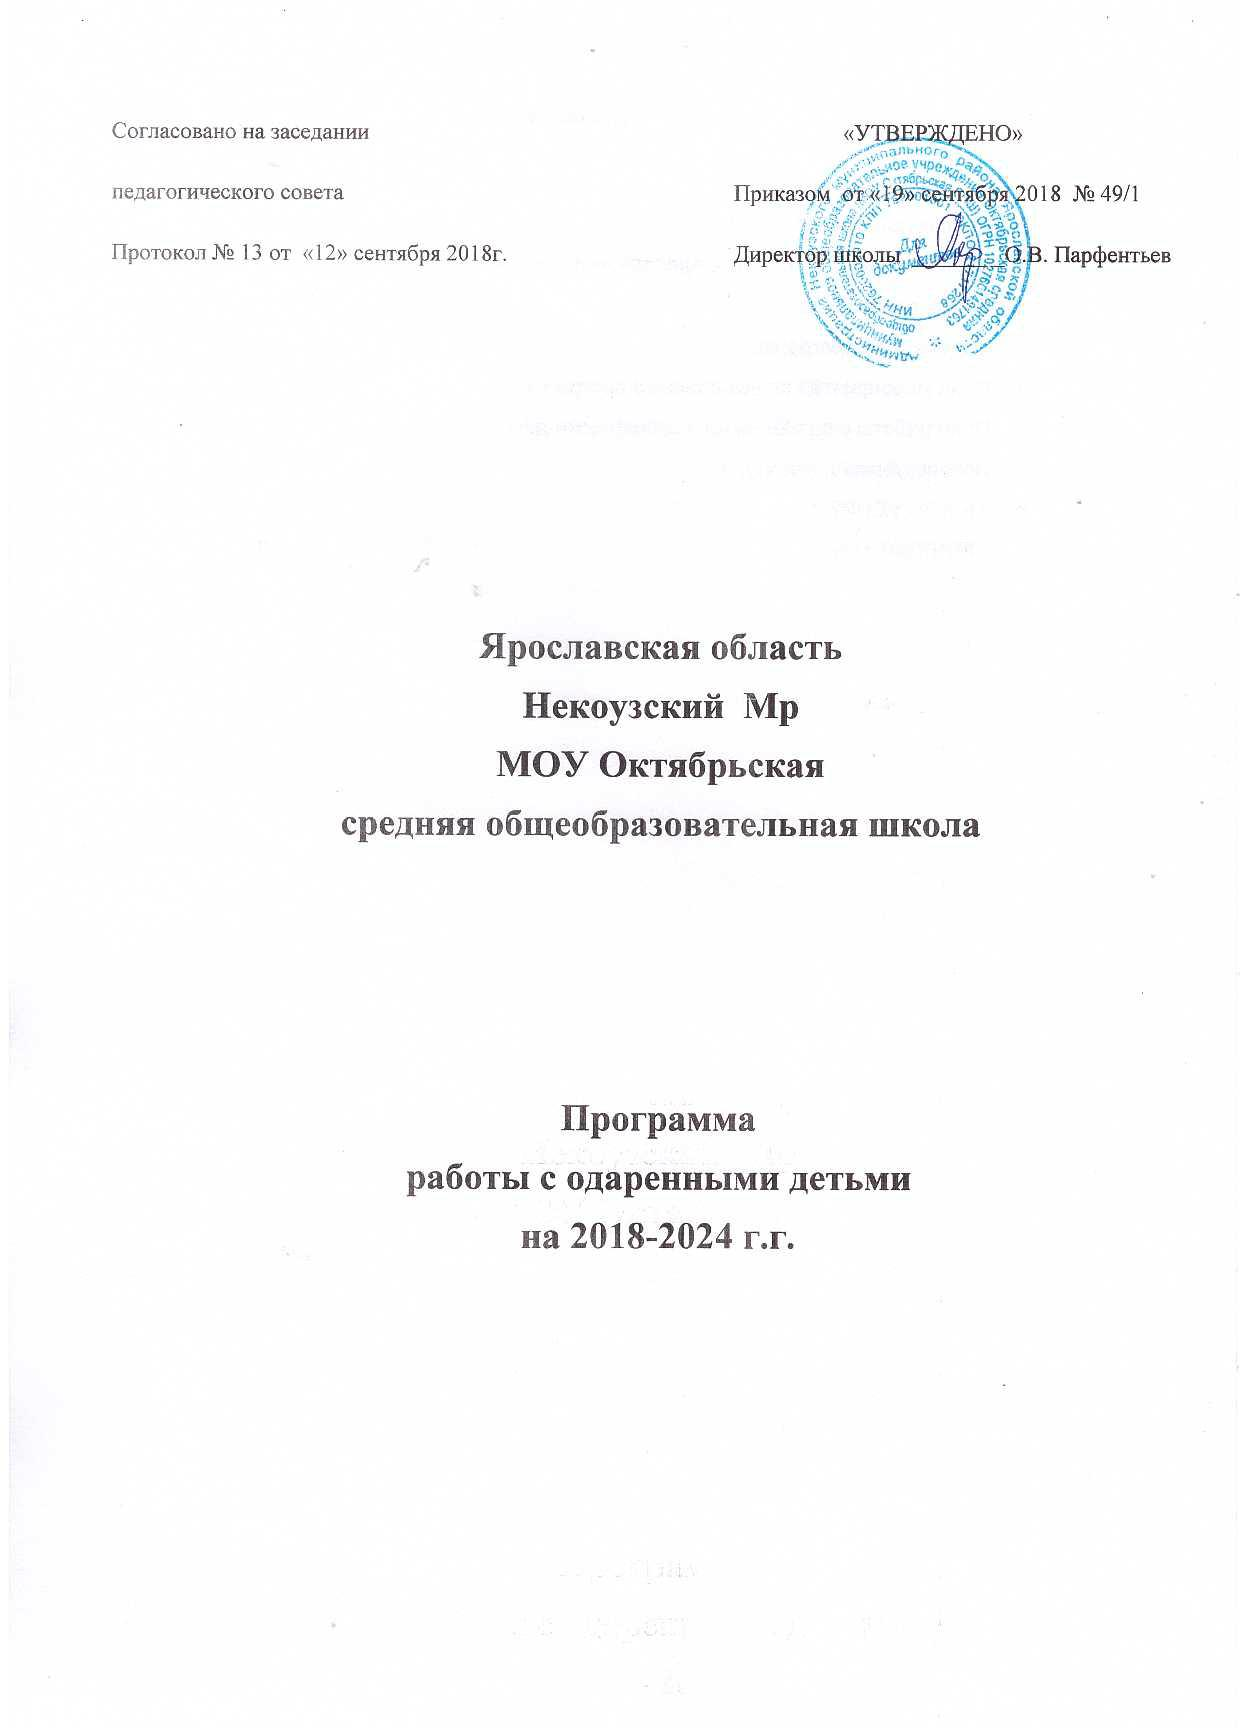 Согласовано на заседании
педагогического совета
Протокол № 13 от «12» сентября 2018г.
«УТВЕРЖДЕНО»
Приказом от «19» сентября 2018 № 49/1
Директор школы О.В. Парфентьев
Для
документов
Ярославская область
Некоузский Мр
МОУ Октябрьская
средняя общеобразовательная школа
Программа
работы с одаренными детьми
на 2018-2024 г.г.